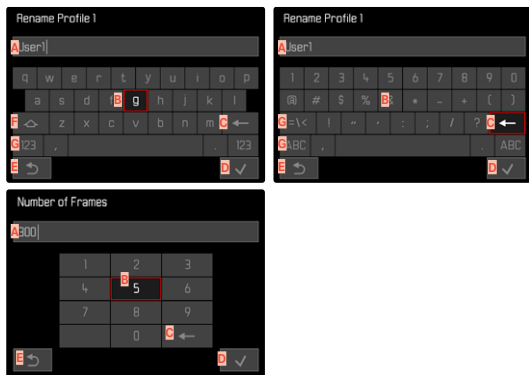 Rename Profile 1
A User1
q w e r t y u i o p
a s d f B g h j k l
F z x c v b n m C ←
G 123 , . 123
E D ✓
Rename Profile 1
A User1
1 2 3 4 5 6 7 8 9 0
@ # $ % B & * - + ( )
G =\< ! " ' : ; / ? C ←
G ABC , . ABC
E D ✓
Number of Frames
A 300
1 2 3
4 B 5 6
7 8 9
0 C ←
E D ✓